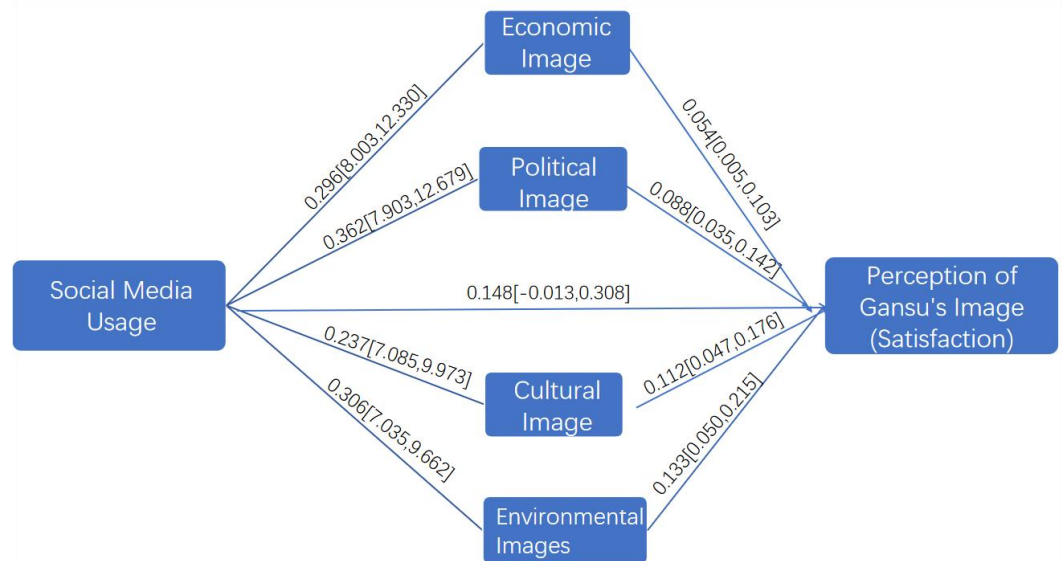 Economic
Image
0.296[8.003,12.330]
0.054[0.005,0.103]
Political
Image
0.362[7.903,12.679]
0.088[0.035,0.142]
Social Media
Usage
0.148[-0.013,0.308]
Perception of
Gansu's Image
(Satisfaction)
0.237[7.085,9.973]
0.112[0.047,0.176]
Cultural
Image
0.306[7.035,9.662]
0.133[0.050,0.215]
Environmental
Images